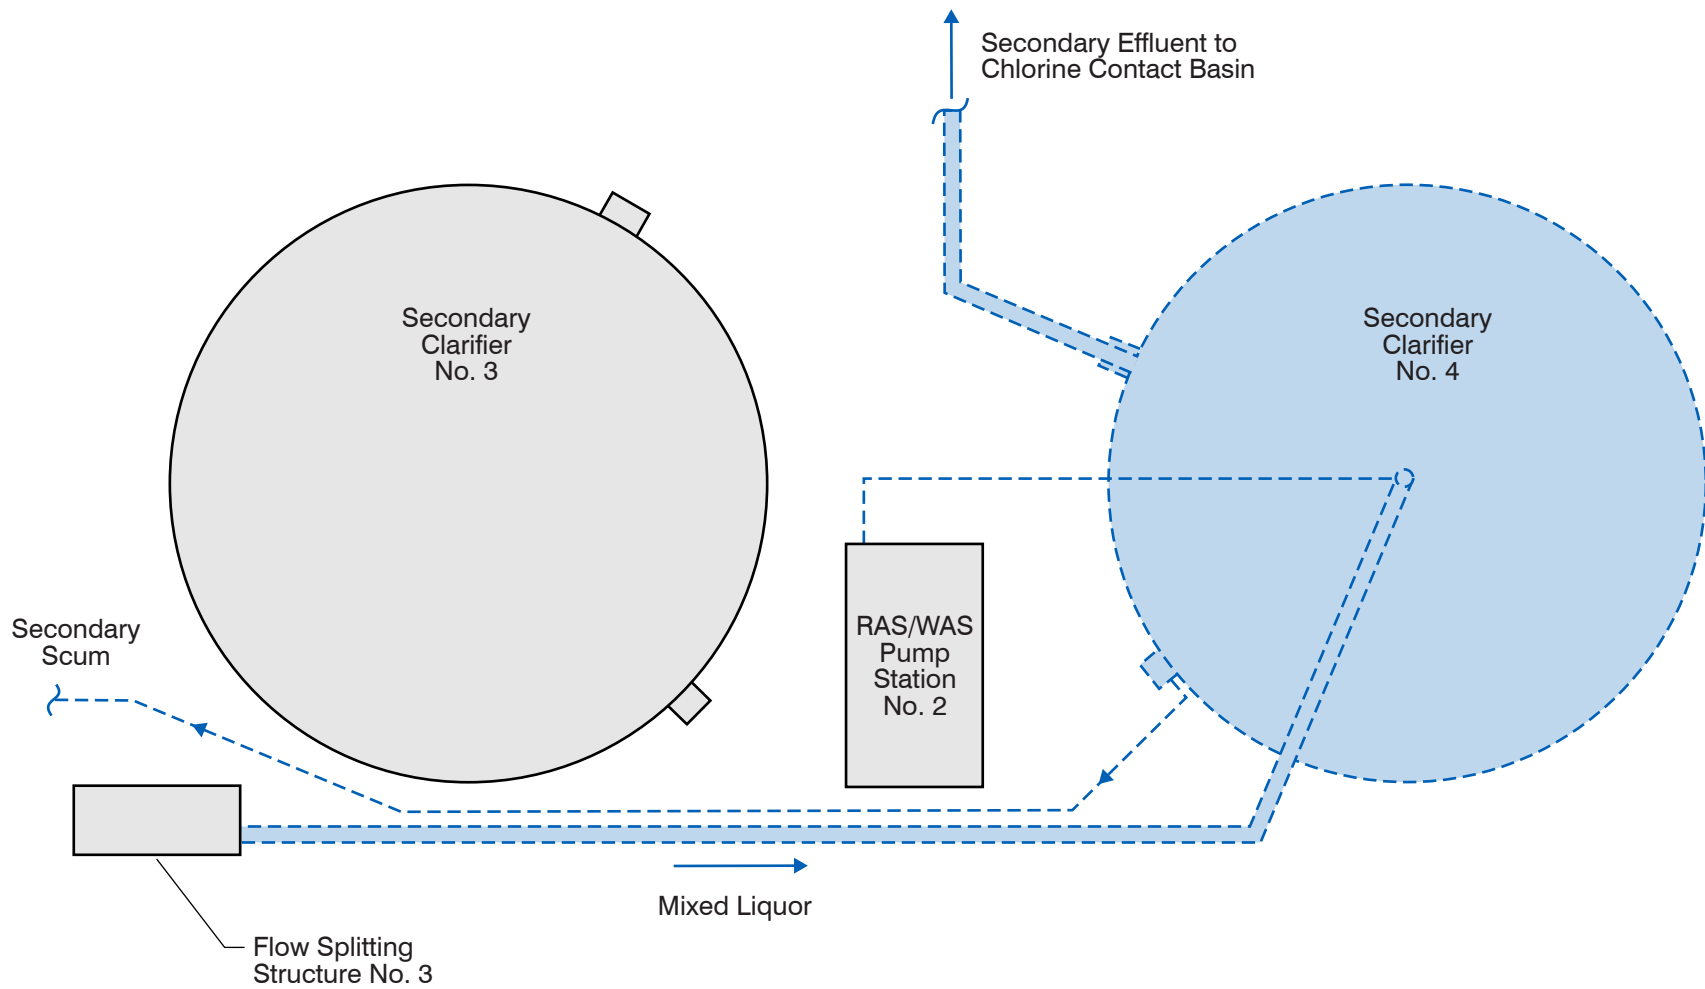 Secondary Effluent to
Chlorine Contact Basin
Secondary
Clarifier
No. 3
Secondary
Clarifier
No. 4
Secondary
Scum
RAS/WAS
Pump
Station
No. 2
Mixed Liquor
Flow Splitting
Structure No. 3